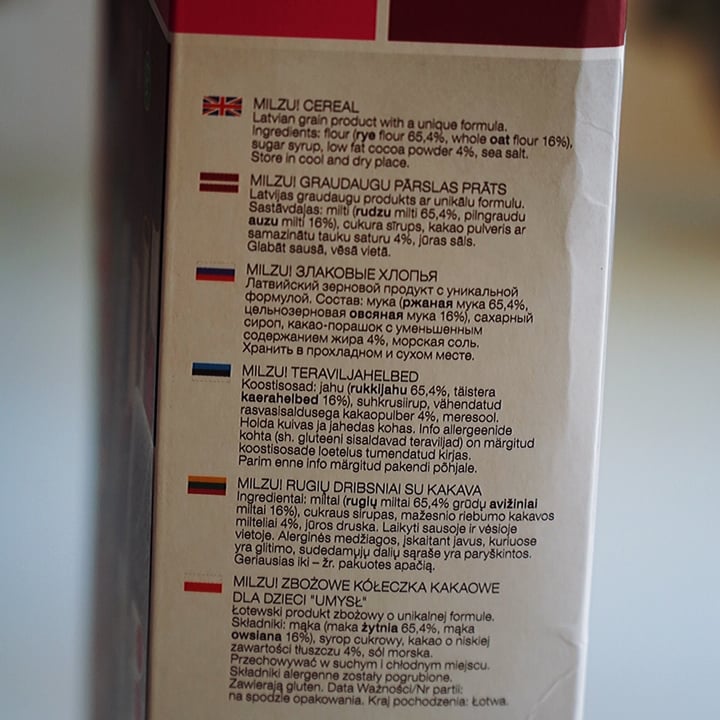 MILZU! CEREAL
Latvian grain product with a unique formula.
Ingredients: flour (rye flour 65,4%, whole oat flour 16%),
sugar syrup, low fat cocoa powder 4%, sea salt.
Store in cool and dry place.
MILZU! GRAUDAUGU PĀRSLAS PRĀTS
Latvijas graudaugu produkts ar unikālu formulu.
Sastāvdaļas: milti (rudzu milti 65,4%, pilngraudu
auzu milti 16%), cukura sīrups, kakao pulveris ar
samazinātu tauku saturu 4%, jūras sāls.
Glabāt sausā, vēsā vietā.
MILZU! ЗЛАКОВЫЕ ХЛОПЬЯ
Латвийский зерновой продукт с уникальной
формулой. Состав: мука (ржаная мука 65,4%,
цельнозерновая овсяная мука 16%), сахарный
сироп, какао-порашок с уменьшенным
содержанием жира 4%, морская соль.
Хранить в прохладном и сухом месте.
MILZU! TERAVILJAHELBED
Koostisosad: jahu (rukkijahu 65,4%, täistera
kaerahelbed 16%), suhkrusiirup, vähendatud
rasvasisaldusega kakaopulber 4%, meresool.
Hoida kuivas ja jahedas kohas. Info allergeenide
kohta (sh. gluteeni sisaldavad teraviljad) on märgitud
koostisosade loetelus tumendatud kirjas.
Parim enne info märgitud pakendi põhjale.
MILZU! RUGIŲ DRIBSNIAI SU KAKAVA
Ingredientai: miltai (rugių miltai 65,4% grūdų avižiniai
miltai 16%), cukraus sirupas, mažesnio riebumo kakavos
milteliai 4%, jūros druska. Laikyti sausoje ir vėsioje
vietoje. Alerginės medžiagos, įskaitant javus, kuriuose
yra glitimo, sudedamųjų dalių sąraše yra paryškintos.
Geriausias iki – žr. pakuotės apačią.
MILZU! ZBOŻOWE KÓŁECZKA KAKAOWE
DLA DZIECI "UMYSŁ"
Łotewski produkt zbożowy o unikalnej formule.
Składniki: mąka (maka żytnia 65,4%, mąka
owsiana 16%), syrop cukrowy, kakao o niskiej
zawartości tłuszczu 4%, sól morska.
Przechowywać w suchym i chłodnym miejscu.
Składniki alergenne zostały pogrubione.
Zawierają gluten. Data Ważności/Nr partii:
na spodzie opakowania. Kraj pochodzenia: Łotwa.